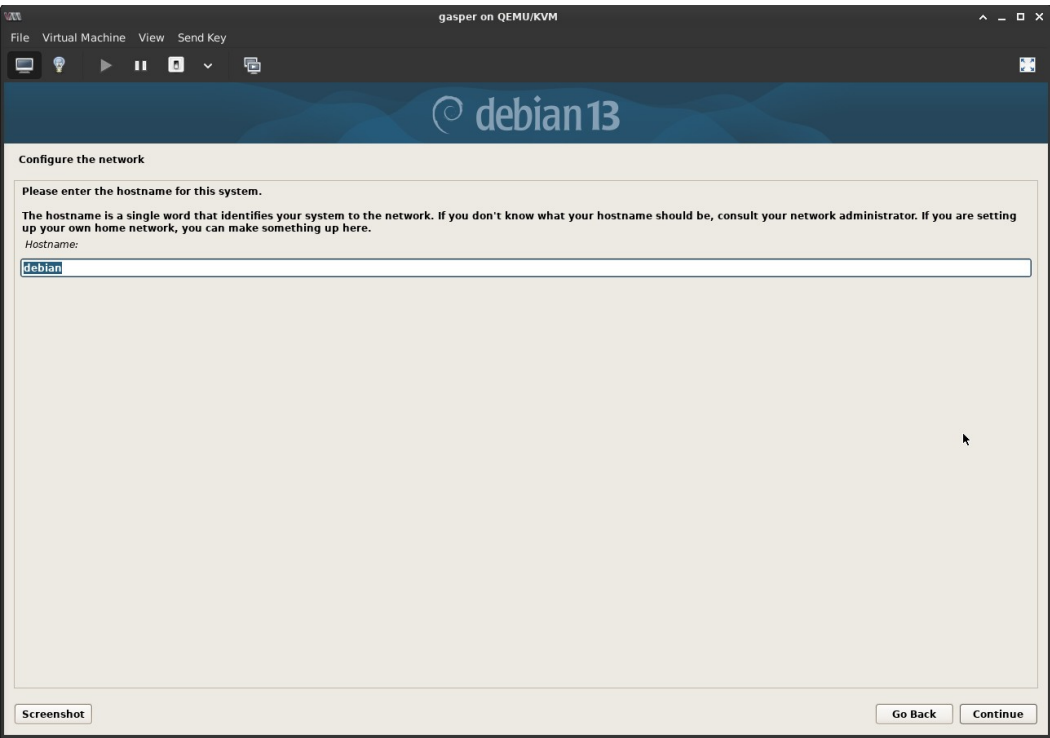 gasper on QEMU/KVM
File Virtual Machine View Send Key
debian 13
Configure the network
Please enter the hostname for this system.
The hostname is a single word that identifies your system to the network. If you don't know what your hostname should be, consult your network administrator. If you are setting
up your own home network, you can make something up here.
Hostname:
debian
Screenshot Go Back Continue